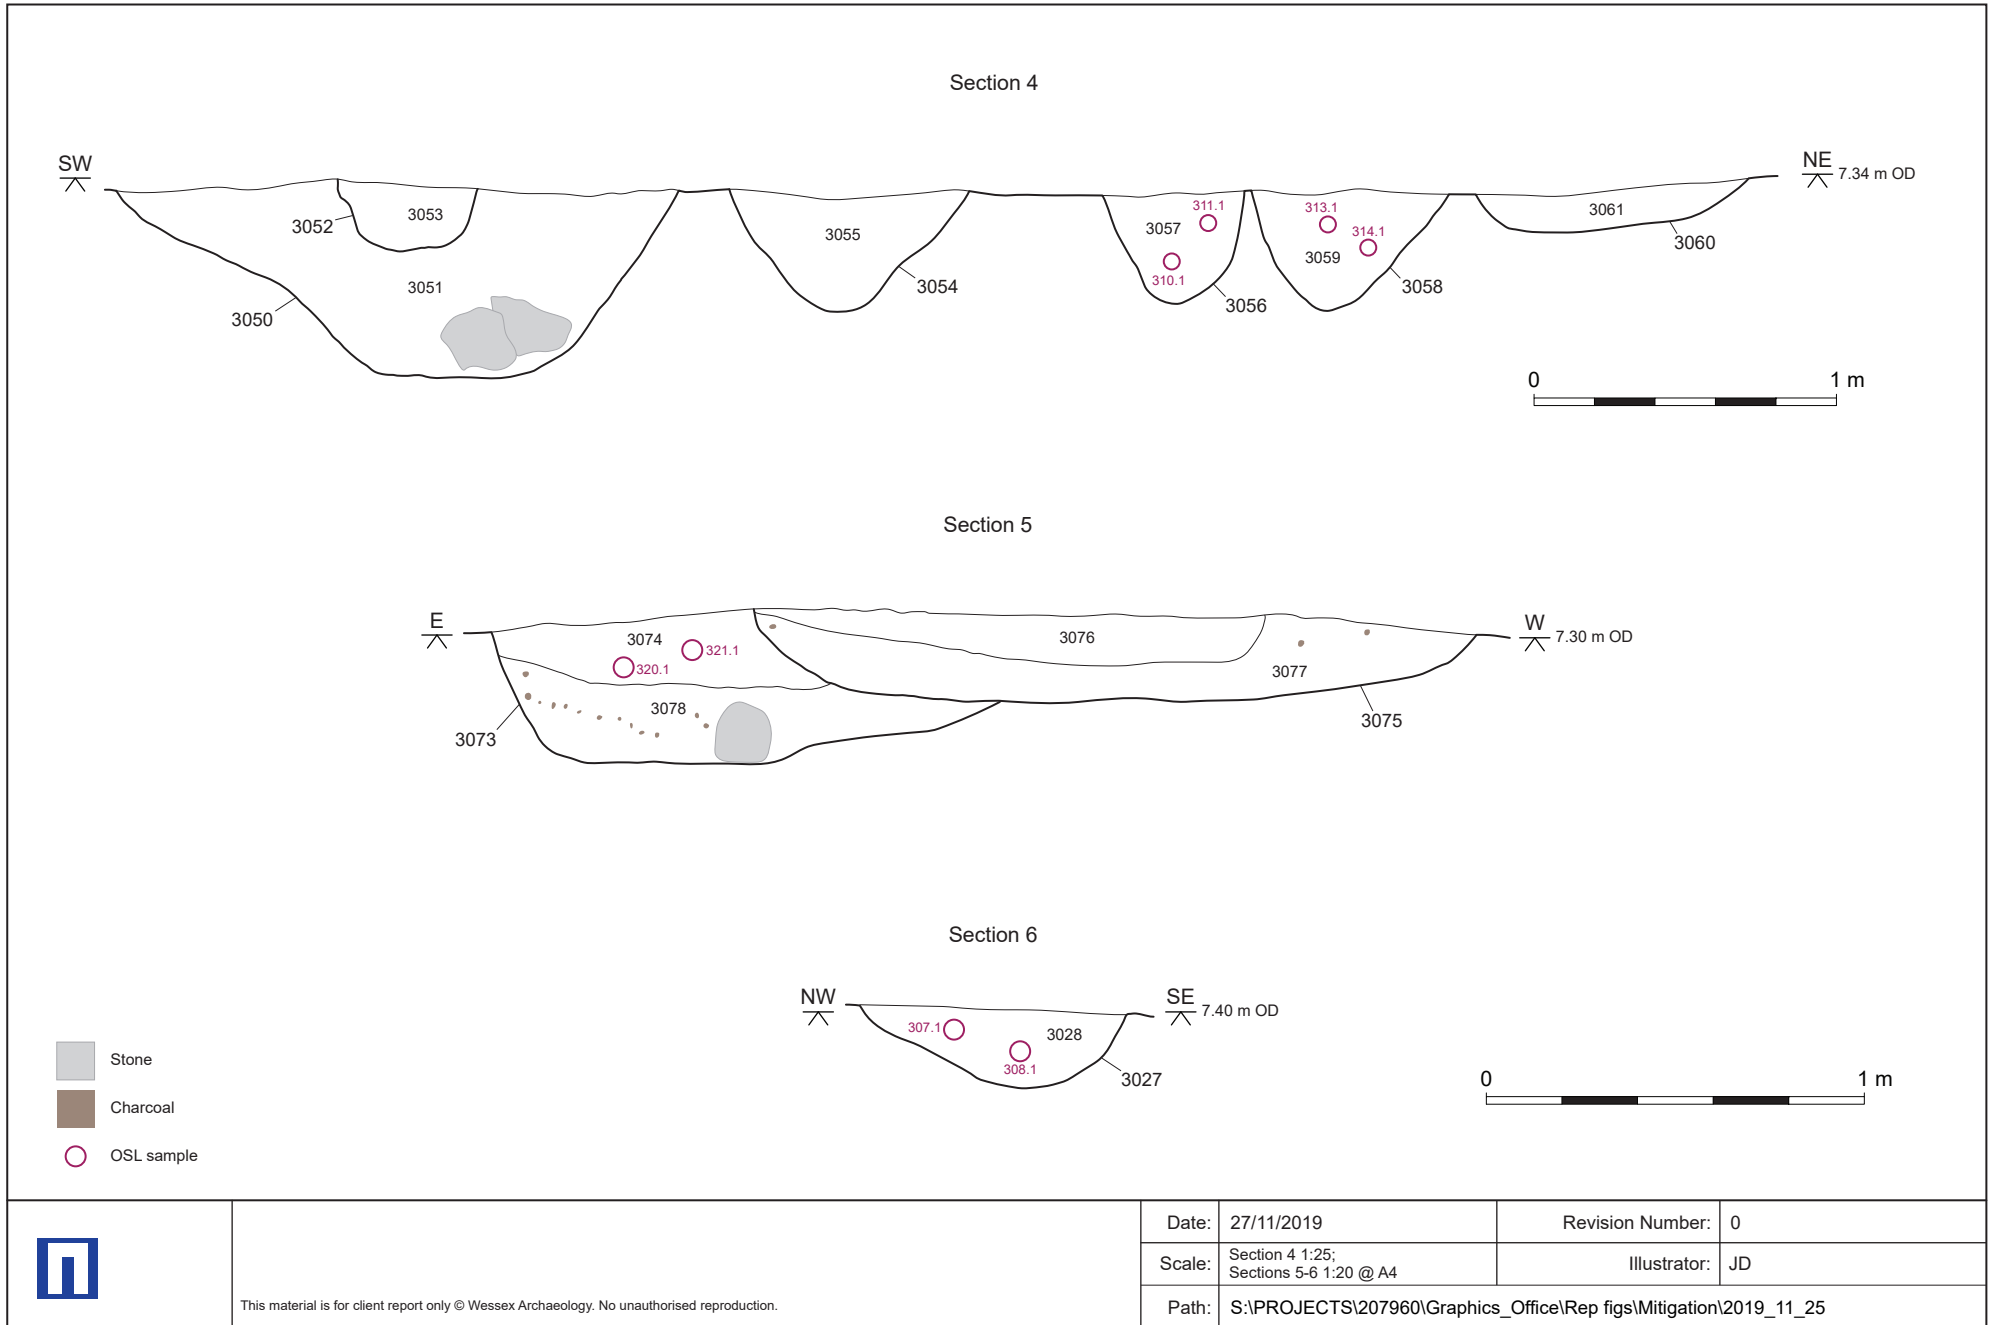 Section 4
SW
NE
7.34 m OD
3052
3053
3051
3050
3055
3054
311.1
3057
310.1
3056
313.1
314.1
3059
3058
3061
3060
0 1 m
Section 5
E
W
7.30 m OD
3074
321.1
320.1
3076
3077
3078
3073
3075
Section 6
NW
SE
7.40 m OD
307.1
3028
308.1
3027
0 1 m
Stone
Charcoal
OSL sample
This material is for client report only © Wessex Archaeology. No unauthorised reproduction.
Date: 27/11/2019 Revision Number: 0
Scale: Section 4 1:25;
Sections 5-6 1:20 @ A4
Illustrator: JD
Path: S:\PROJECTS\207960\Graphics_Office\Rep figs\Mitigation\2019_11_25